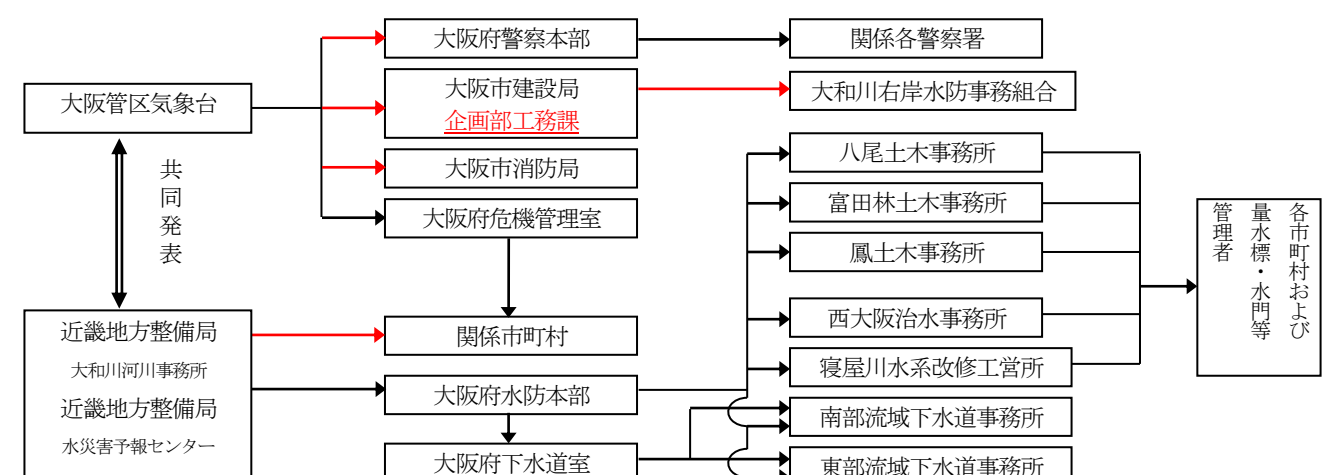 大阪管区気象台
共同発表
近畿地方整備局
大和川河川事務所
近畿地方整備局
水災害予報センター
大阪府警察本部
大阪市建設局
企画部工務課
大阪市消防局
大阪府危機管理室
関係市町村
大阪府水防本部
大阪府下水道室
関係各警察署
大和川右岸水防事務組合
八尾土木事務所
富田林土木事務所
鳳土木事務所
西大阪治水事務所
寝屋川水系改修工営所
南部流域下水道事務所
東部流域下水道事務所
各市町村および
量水標・水門等
管理者